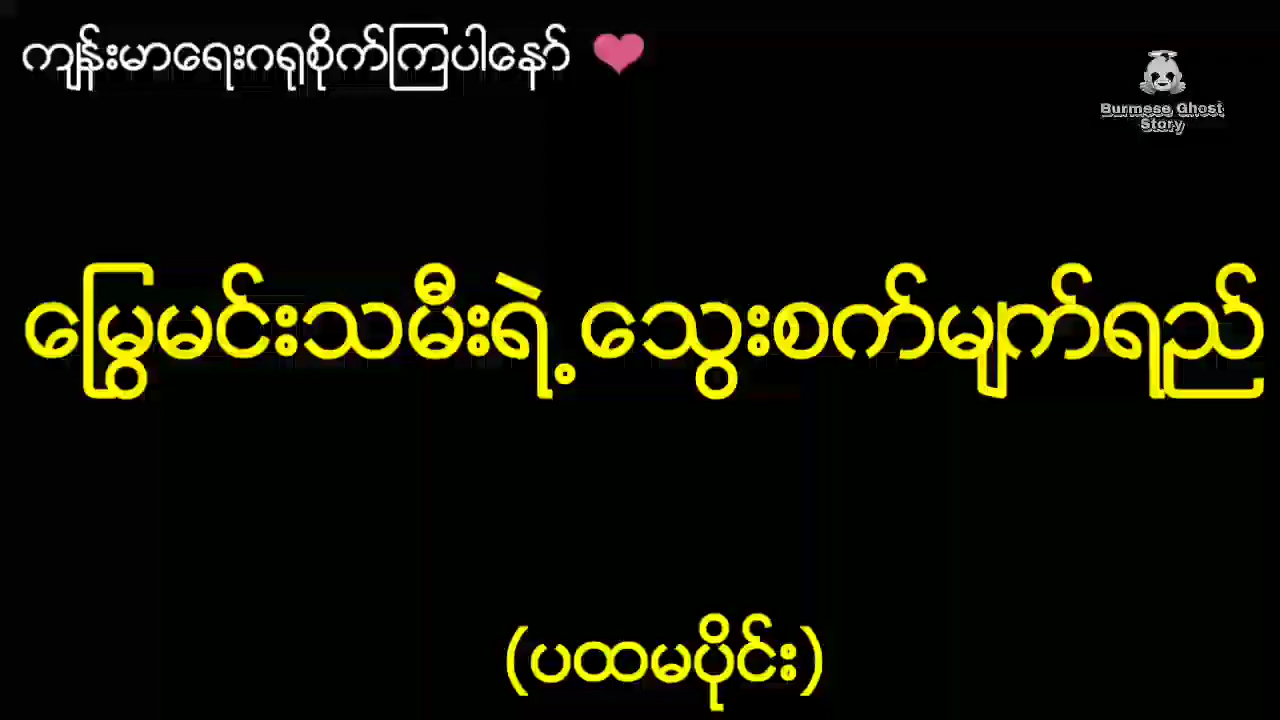 ကျန်းမာရေးဂရုစိုက်ကြပါနော် ❤
Burmese Ghost
Story
မြွေမင်းသမီးရဲ့ သွေးစက်မျက်ရည်
(ပထမပိုင်း)